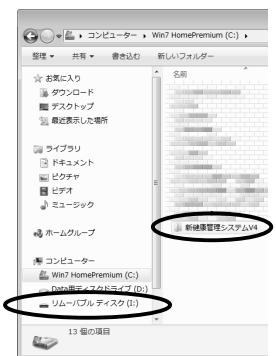 コンピューター ▸ Win7 HomePremium (C:) ▸
整理 ▼ 共有 ▼ 書き込む 新しいフォルダー
名前
お気に入り
ダウンロード
デスクトップ
最近表示した場所
ライブラリ
ドキュメント
ピクチャ
ビデオ
ミュージック
新健康管理システムV4
ホームグループ
コンピューター
Win7 HomePremium (C:)
Data用ディスクドライブ (D:)
リムーバブル ディスク (I:)
13 個の項目